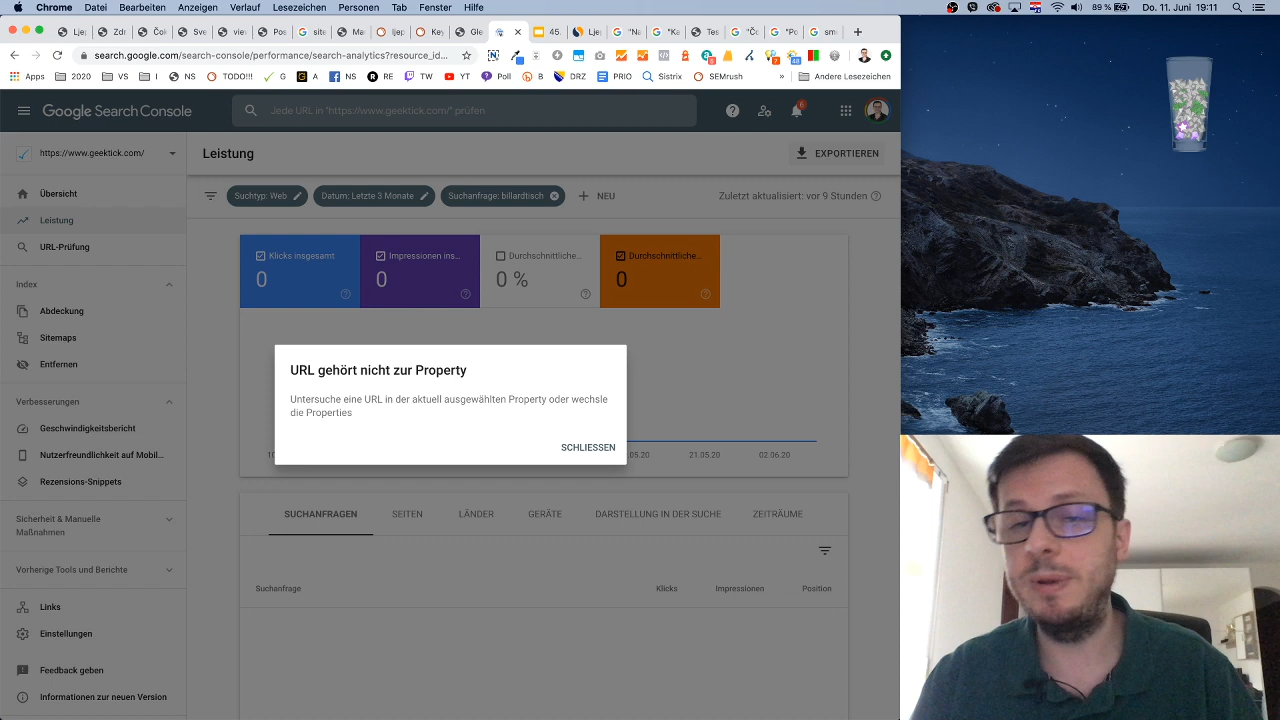 Chrome Datei Bearbeiten Anzeigen Verlauf Lesezeichen Personen Tab Fenster Hilfe 89 % Do. 11. Juni 19:11
search.google.com/search-console/performance/search-analytics?resource_id...
Apps 2020 VS I NS TODO!!! G A NS RE TW YT Poll B DRZ PRIO Sistrix SEMrush » Andere Lesezeichen
Google Search Console
Jede URL in "https://www.geektick.com/" prüfen
6
https://www.geektick.com/
Leistung
EXPORTIEREN
Übersicht
Leistung
URL-Prüfung
Index
Abdeckung
Sitemaps
Entfernen
Verbesserungen
Geschwindigkeitsbericht
Nutzerfreundlichkeit auf Mobil...
Rezensions-Snippets
Sicherheit & Manuelle
Maßnahmen
Vorherige Tools und Berichte
Links
Einstellungen
Feedback geben
Informationen zur neuen Version
Suchtyp: Web
Datum: Letzte 3 Monate
Suchanfrage: billardtisch
NEU
Zuletzt aktualisiert: vor 9 Stunden
Klicks insgesamt
0
Impressionen ins...
0
Durchschnittliche...
0 %
Durchschnittliche...
0
URL gehört nicht zur Property
Untersuche eine URL in der aktuell ausgewählten Property oder wechsle
die Properties
SCHLIESSEN
.05.20 21.05.20 02.06.20
SUCHANFRAGEN SEITEN LÄNDER GERÄTE DARSTELLUNG IN DER SUCHE ZEITRÄUME
Suchanfrage Klicks Impressionen Position